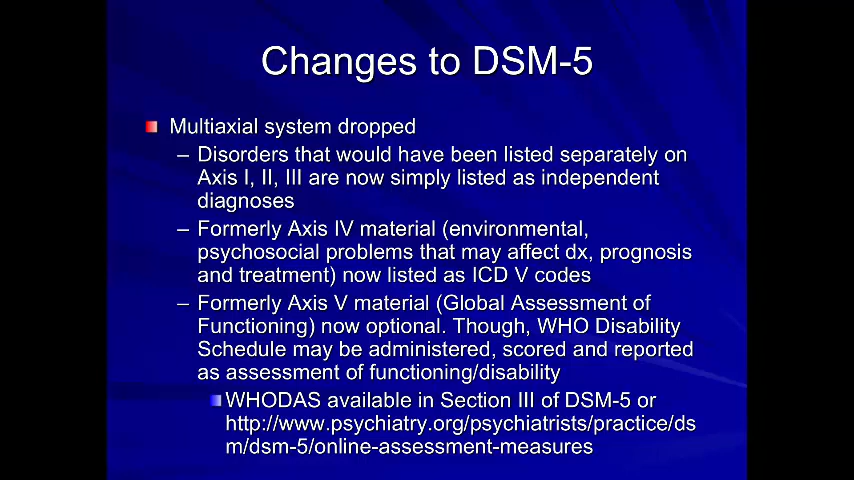 Changes to DSM-5
Multiaxial system dropped
– Disorders that would have been listed separately on
Axis I, II, III are now simply listed as independent
diagnoses
– Formerly Axis IV material (environmental,
psychosocial problems that may affect dx, prognosis
and treatment) now listed as ICD V codes
– Formerly Axis V material (Global Assessment of
Functioning) now optional. Though, WHO Disability
Schedule may be administered, scored and reported
as assessment of functioning/disability
WHODAS available in Section III of DSM-5 or
http://www.psychiatry.org/psychiatrists/practice/ds
m/dsm-5/online-assessment-measures